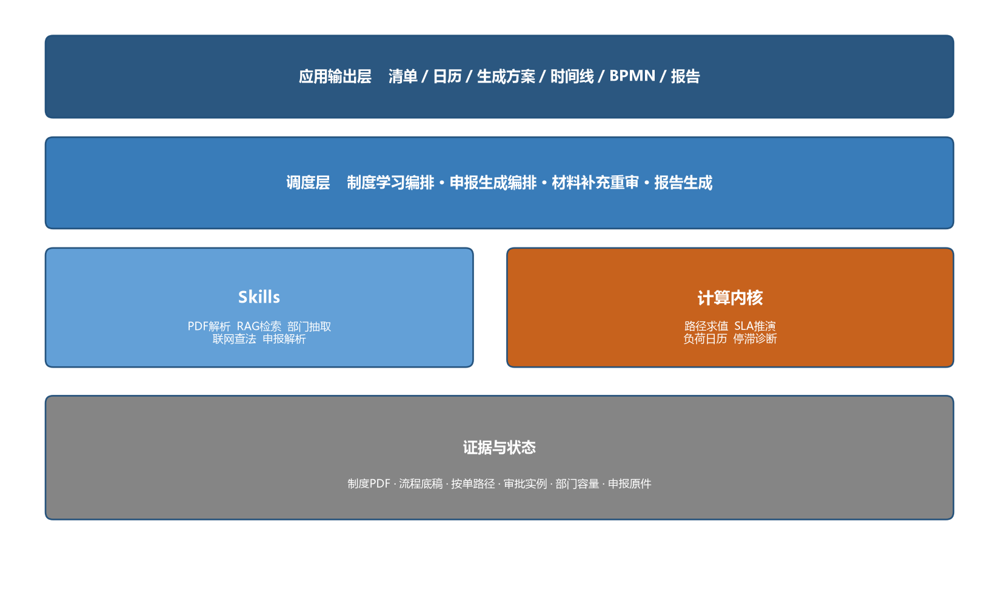 应用输出层 清单 / 日历 / 生成方案 / 时间线 / BPMN / 报告
调度层 制度学习编排 · 申报生成编排 · 材料补充重审 · 报告生成
Skills
PDF解析 RAG检索 部门抽取
联网查法 申报解析
计算内核
路径求值 SLA推演
负荷日历 停滞诊断
证据与状态
制度PDF · 流程底稿 · 按单路径 · 审批实例 · 部门容量 · 申报原件